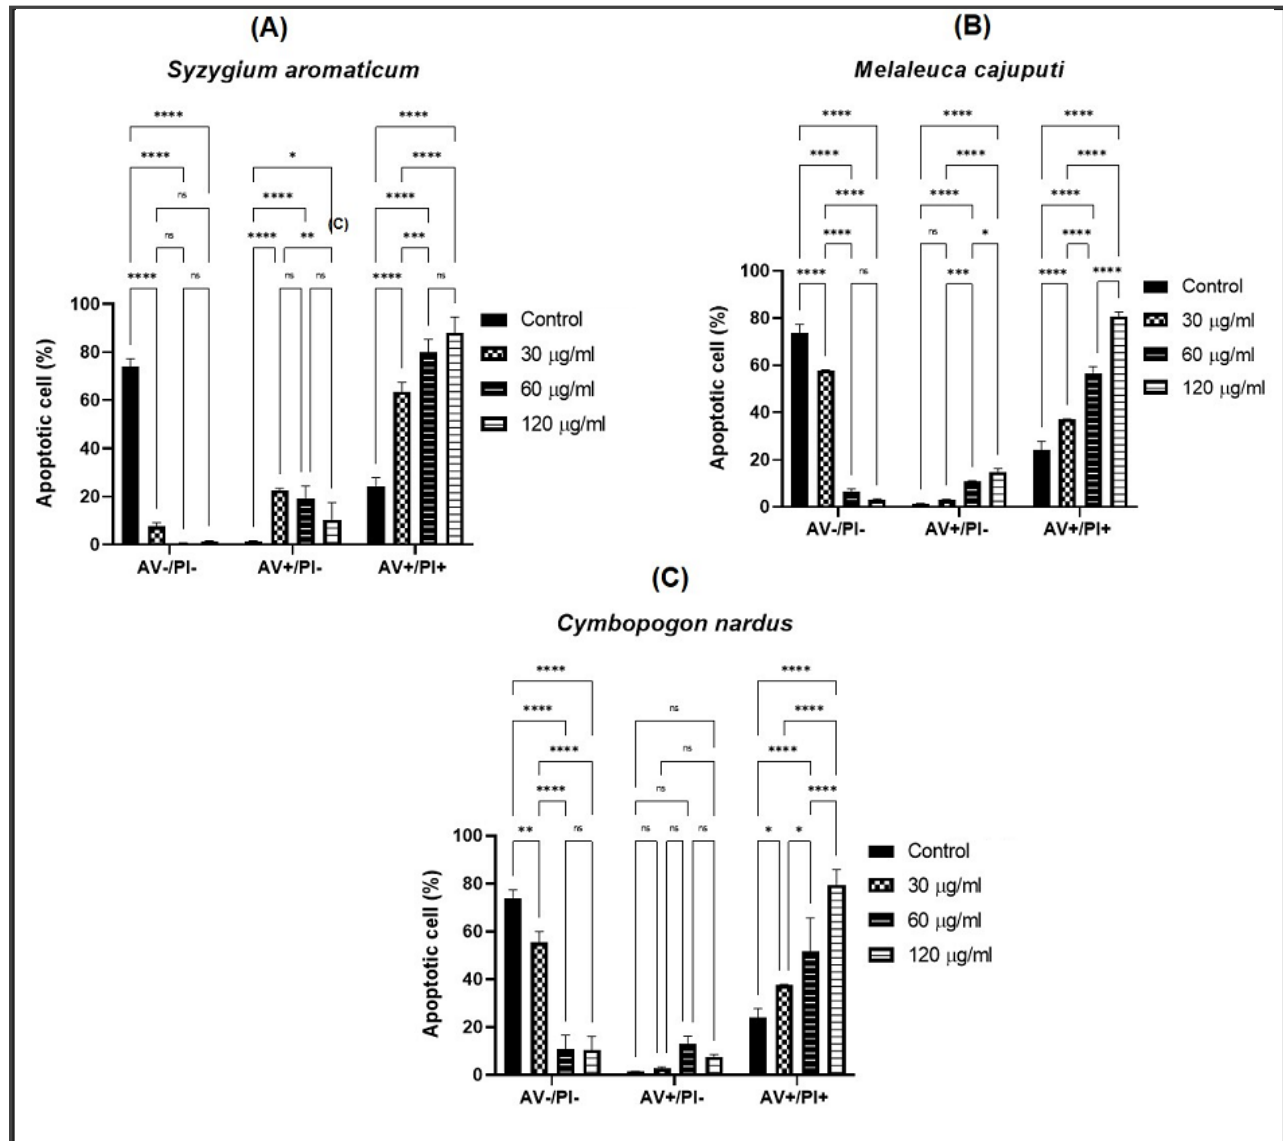 (A)
Syzygium aromaticum
****
****
*
****
****
ns
****
****
(C)
ns
****
**
***
****
ns
ns
ns
****
ns
100
80
60
40
20
0
Apoptotic cell (%)
AV-/PI-
AV+/PI-
AV+/PI+
Control
30 µg/ml
60 µg/ml
120 µg/ml
(B)
Melaleuca cajuputi
****
****
****
****
****
****
****
****
****
****
ns
*
****
****
ns
***
****
****
100
80
60
40
20
0
Apoptotic cell (%)
AV-/PI-
AV+/PI-
AV+/PI+
Control
30 µg/ml
60 µg/ml
120 µg/ml
(C)
Cymbopogon nardus
****
****
****
ns
****
****
ns
****
****
ns
****
**
ns
ns
ns
ns
*
*
100
80
60
40
20
0
Apoptotic cell (%)
AV-/PI-
AV+/PI-
AV+/PI+
Control
30 µg/ml
60 µg/ml
120 µg/ml